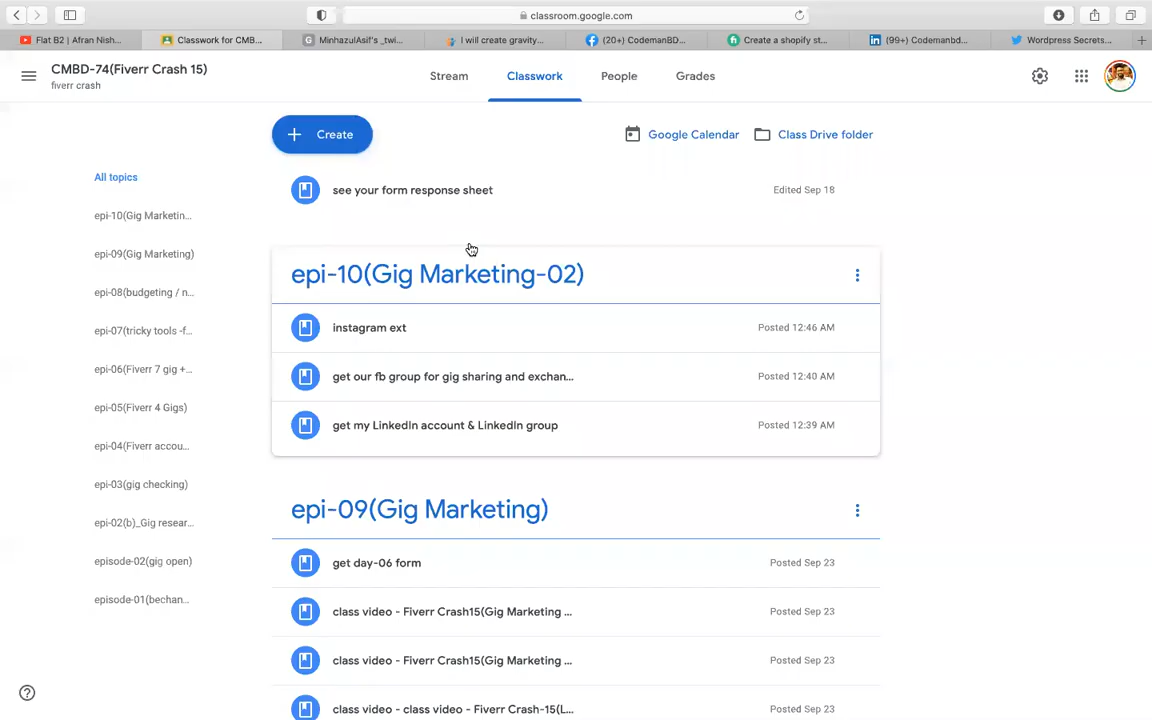 classroom.google.com
Flat B2 | Afran Nish...
Classwork for CMB...
MinhazulAsif's _twi...
I will create gravity...
(20+) CodemanBD...
Create a shopify st...
(99+) Codemanbd...
Wordpress Secrets...
CMBD-74(Fiverr Crash 15)
fiverr crash
Stream
Classwork
People
Grades
Create
Google Calendar
Class Drive folder
All topics
epi-10(Gig Marketin...
epi-09(Gig Marketing)
epi-08(budgeting / n...
epi-07(tricky tools -f...
epi-06(Fiverr 7 gig +...
epi-05(Fiverr 4 Gigs)
epi-04(Fiverr accou...
epi-03(gig checking)
epi-02(b)_Gig resear...
episode-02(gig open)
episode-01(bechan...
see your form response sheet
Edited Sep 18
epi-10(Gig Marketing-02)
instagram ext
Posted 12:46 AM
get our fb group for gig sharing and exchan...
Posted 12:40 AM
get my LinkedIn account & LinkedIn group
Posted 12:39 AM
epi-09(Gig Marketing)
get day-06 form
Posted Sep 23
class video - Fiverr Crash15(Gig Marketing ...
Posted Sep 23
class video - Fiverr Crash15(Gig Marketing ...
Posted Sep 23
class video - class video - Fiverr Crash-15(L...
Posted Sep 23